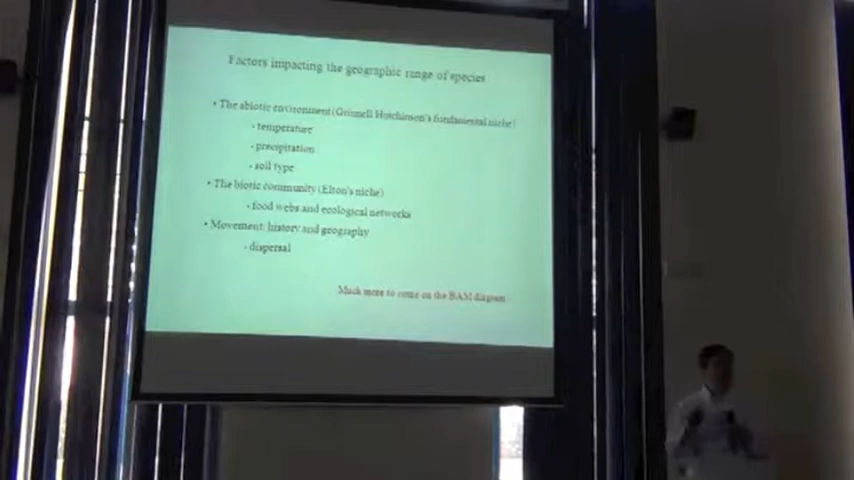 Factors impacting the geographic range of species
• The abiotic environment (Grinnell Hutchinson's fundamental niche)
- temperature
- precipitation
- soil type
• The biotic community (Elton's niche)
- food webs and ecological networks
• Movement: history and geography
- dispersal
Much more to come on the BAM diagram